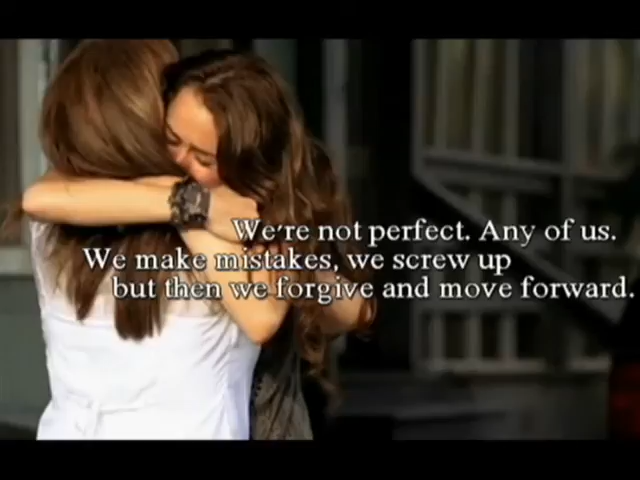 We're not perfect. Any of us.
We make mistakes, we screw up
but then we forgive and move forward.